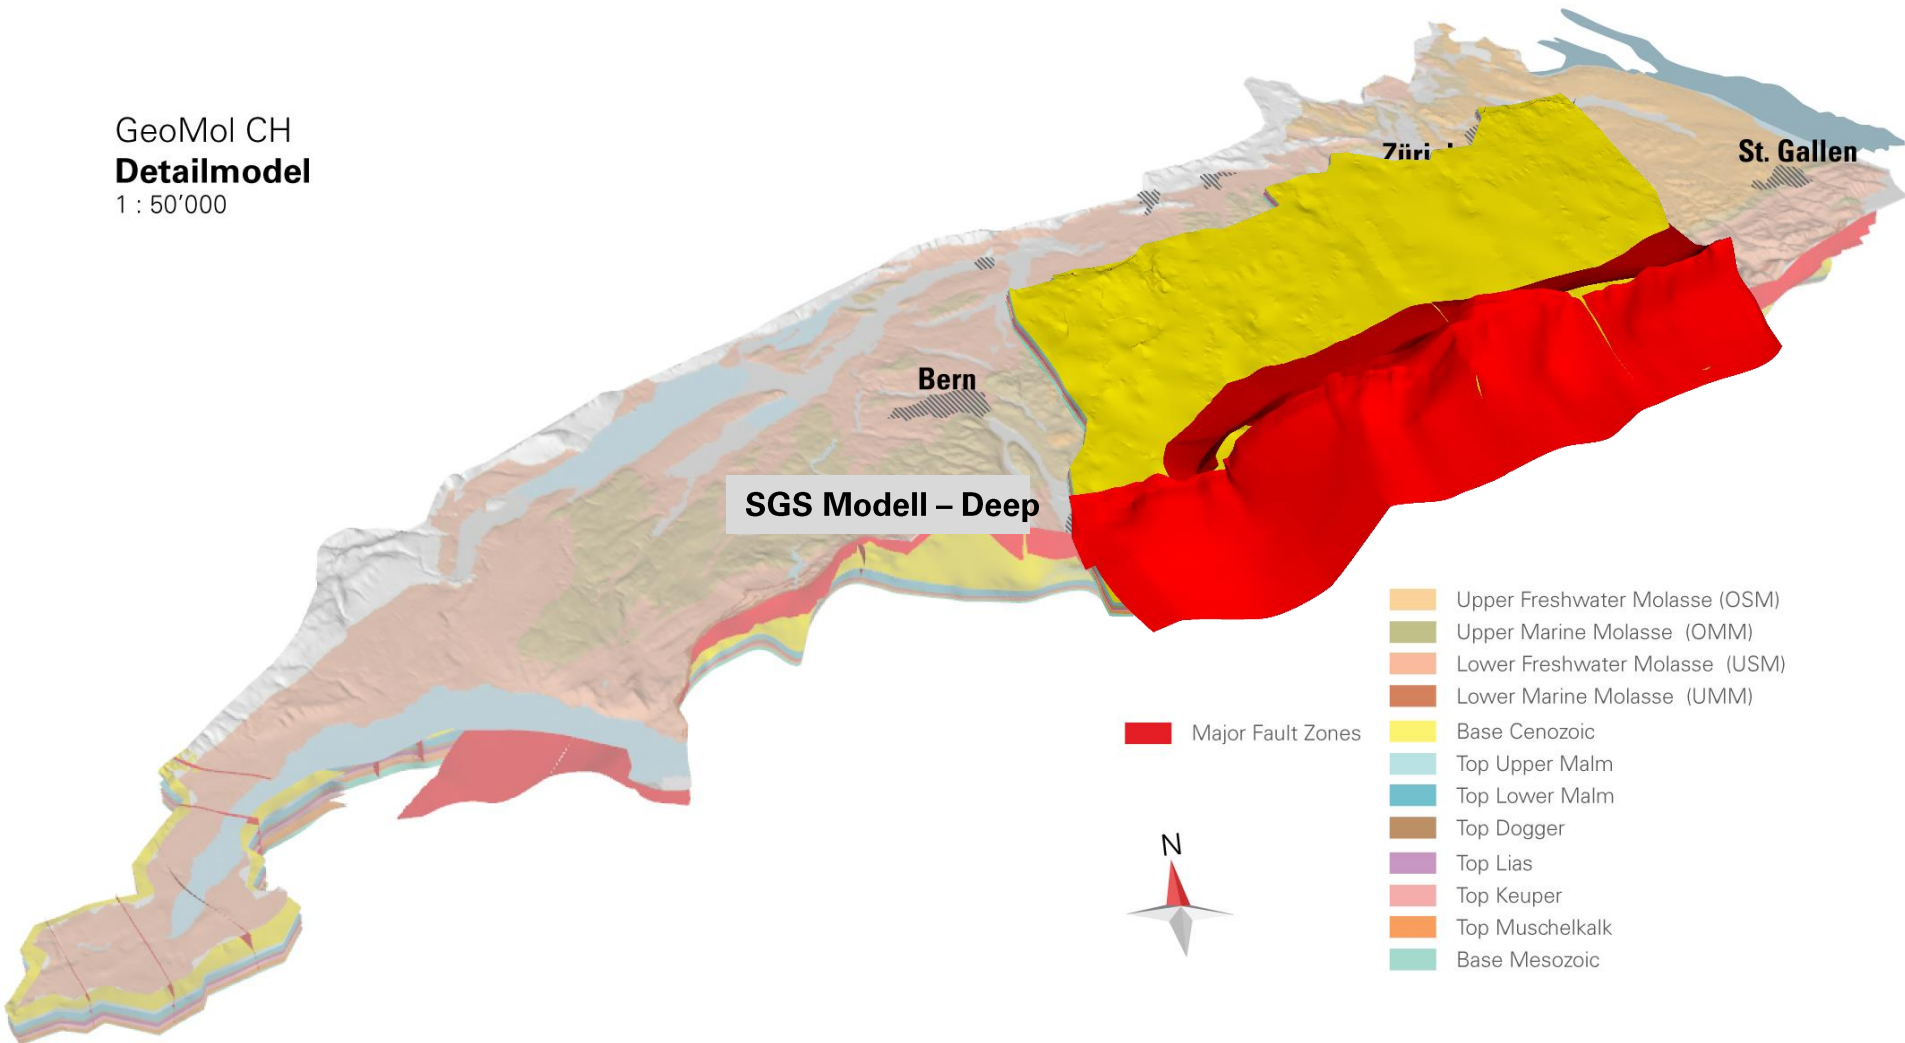 GeoMol CH
Detailmodel
1 : 50’000
St. Gallen
Bern
SGS Modell – Deep
Upper Freshwater Molasse (OSM)
Upper Marine Molasse (OMM)
Lower Freshwater Molasse (USM)
Lower Marine Molasse (UMM)
Major Fault Zones
Base Cenozoic
Top Upper Malm
Top Lower Malm
Top Dogger
Top Lias
Top Keuper
Top Muschelkalk
Base Mesozoic
N